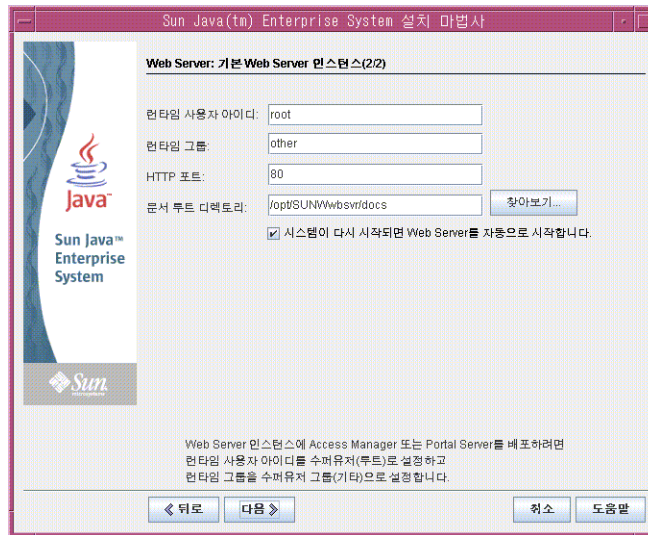 Sun Java(tm) Enterprise System 설치 마법사
Web Server: 기본 Web Server 인스턴스(2/2)
런타임 사용자 아이디: root
런타임 그룹: other
HTTP 포트: 80
문서 루트 디렉토리: /opt/SUNWwbsvr/docs 찾아보기...
시스템이 다시 시작되면 Web Server를 자동으로 시작합니다.
Java™
Sun Java™
Enterprise
System
Sun
microsystems
Web Server 인스턴스에 Access Manager 또는 Portal Server를 배포하려면
런타임 사용자 아이디를 수퍼유저(루트)로 설정하고
런타임 그룹을 수퍼유저 그룹(기타)으로 설정합니다.
뒤로 다음 취소 도움말